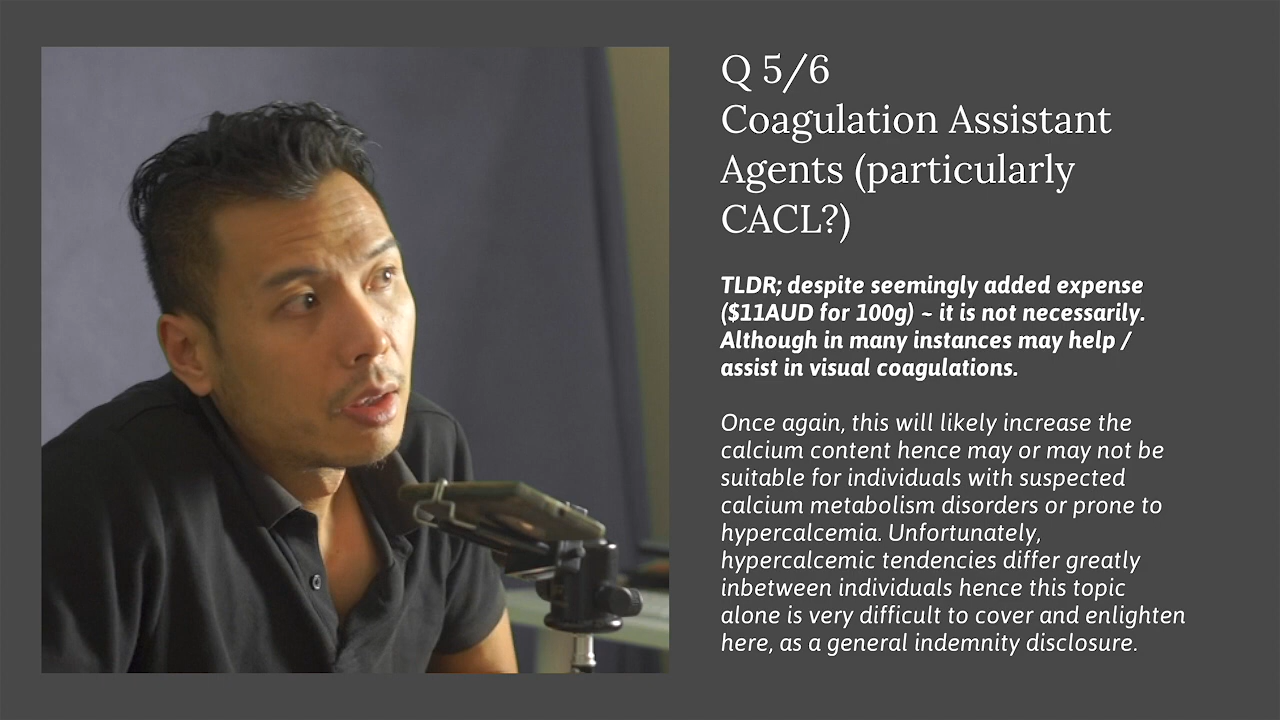 Q 5/6
Coagulation Assistant
Agents (particularly
CACL?)
TLDR; despite seemingly added expense
($11AUD for 100g) ~ it is not necessarily.
Although in many instances may help /
assist in visual coagulations.
Once again, this will likely increase the
calcium content hence may or may not be
suitable for individuals with suspected
calcium metabolism disorders or prone to
hypercalcemia. Unfortunately,
hypercalcemic tendencies differ greatly
inbetween individuals hence this topic
alone is very difficult to cover and enlighten
here, as a general indemnity disclosure.